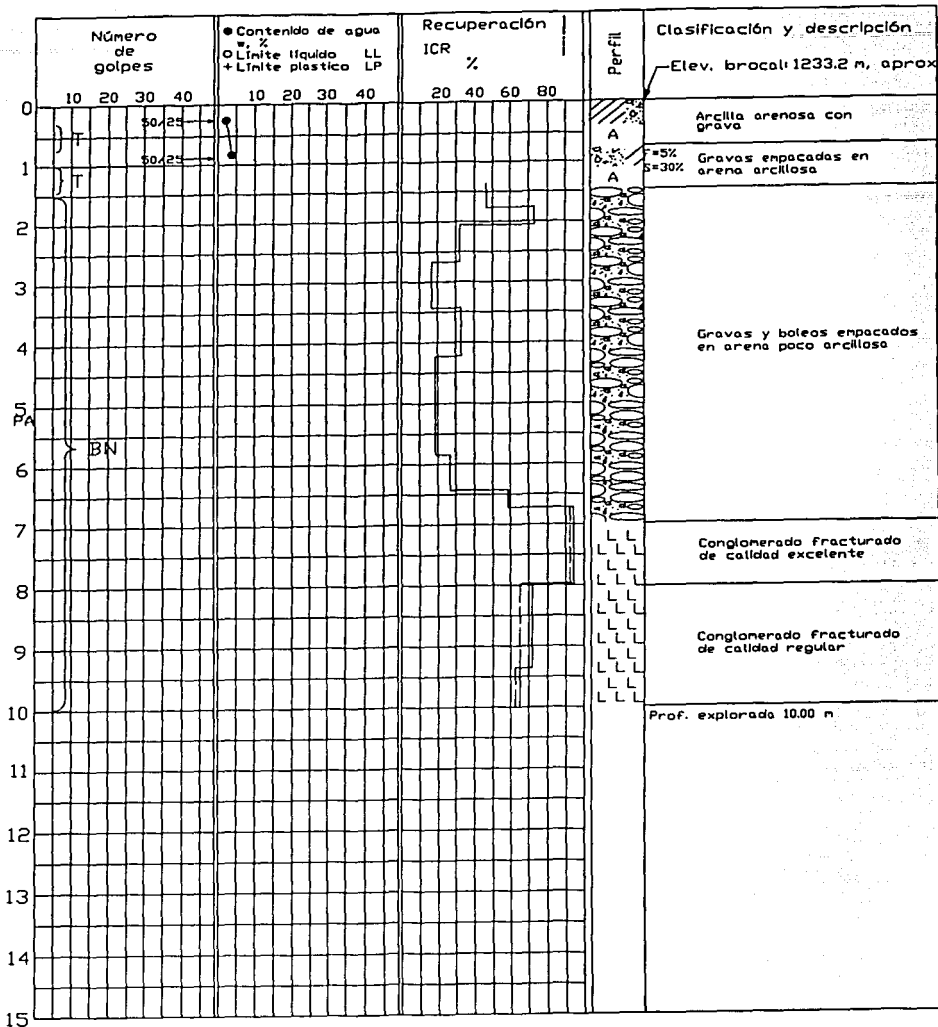 Número
de
golpes
● Contenido de agua
w, %
○ Límite líquido LL
+ Límite plastico LP
Recuperación
ICR
%
Perfil
Clasificación y descripción
Elev. brocal: 1233.2 m, aprox
10 20 30 40
10 20 30 40
20 40 60 80
0
1
2
3
4
5
PA
6
7
8
9
10
11
12
13
14
15
50/25
50/25
T
T
BN
A
A
Arcilla arenosa con
grava
=5%
S=30%
Gravas empacadas en
arena arcillosa
Gravas y boleos empacados
en arena poco arcillosa
Conglomerado fracturado
de calidad excelente
Conglomerado fracturado
de calidad regular
Prof. explorada 10.00 m